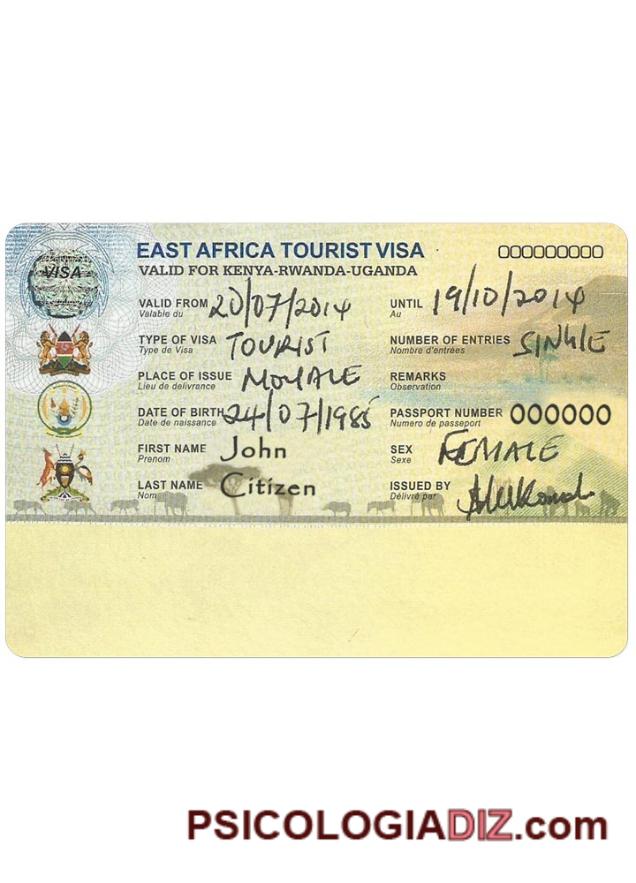 EAST AFRICA TOURIST VISA 000000000
VISA
VALID FOR KENYA-RWANDA-UGANDA
VALID FROM 20/07/2014 UNTIL 19/10/2014
Valable du Au
TYPE OF VISA TOURIST NUMBER OF ENTRIES SINGLE
Type de Visa Nombre d'entrees
PLACE OF ISSUE MOYALE REMARKS
Lieu de delivrance Observation
DATE OF BIRTH 24/07/1985 PASSPORT NUMBER 000000
Date de naissance Numero de passeport
FIRST NAME John SEX FEMALE
Prenom Sexe
LAST NAME Citizen ISSUED BY
Nom Délivré par
PSICOLOGIADIZ.com